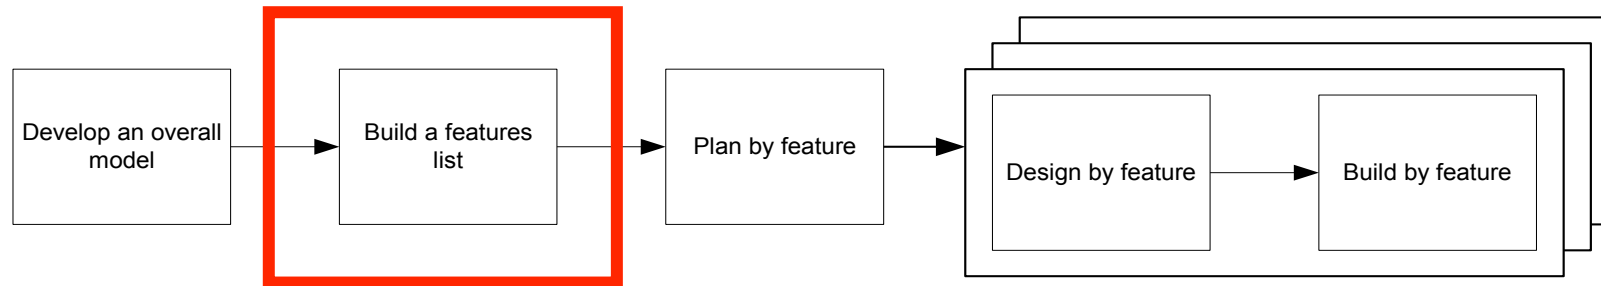 Develop an overall
model
Build a features
list
Plan by feature
Design by feature
Build by feature